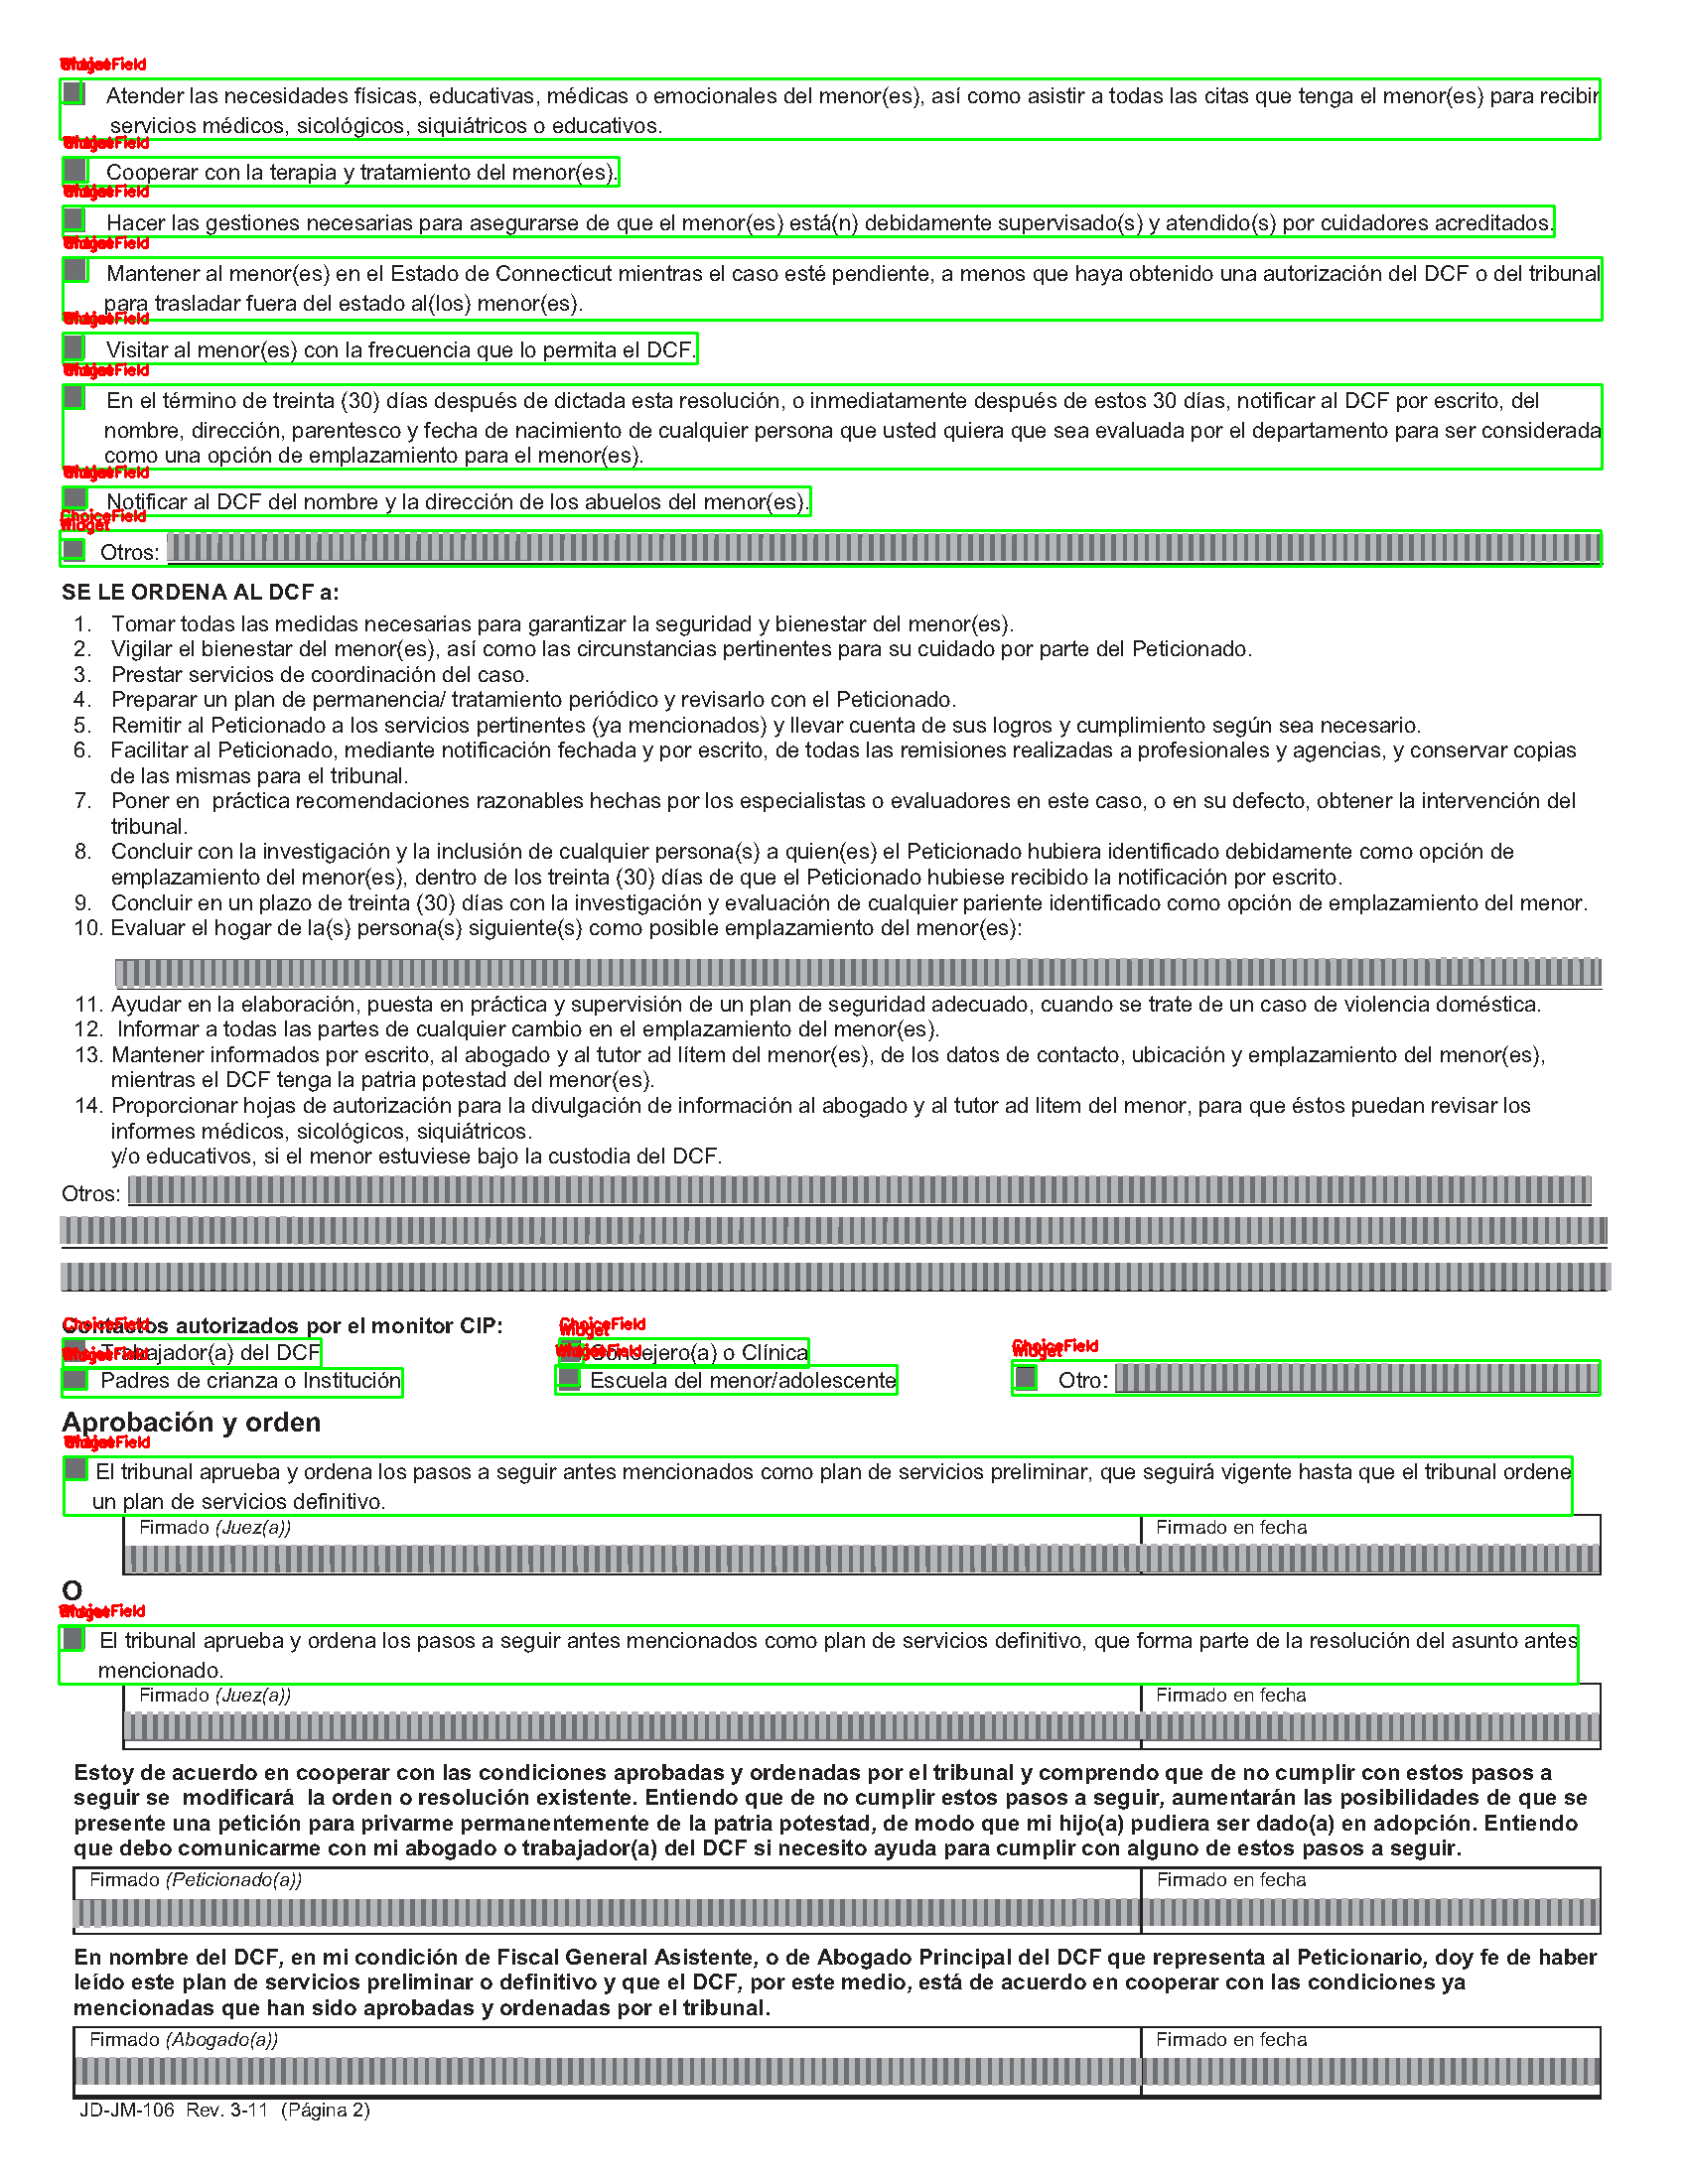 ChoiceField
Atender las necesidades físicas, educativas, médicas o emocionales del menor(es), así como asistir a todas las citas que tenga el menor(es) para recibir
servicios médicos, sicológicos, siquiátricos o educativos.
ChoiceField
Cooperar con la terapia y tratamiento del menor(es).
ChoiceField
Hacer las gestiones necesarias para asegurarse de que el menor(es) está(n) debidamente supervisado(s) y atendido(s) por cuidadores acreditados.
ChoiceField
Mantener al menor(es) en el Estado de Connecticut mientras el caso esté pendiente, a menos que haya obtenido una autorización del DCF o del tribunal
para trasladar fuera del estado al(los) menor(es).
ChoiceField
Visitar al menor(es) con la frecuencia que lo permita el DCF.
ChoiceField
En el término de treinta (30) días después de dictada esta resolución, o inmediatamente después de estos 30 días, notificar al DCF por escrito, del
nombre, dirección, parentesco y fecha de nacimiento de cualquier persona que usted quiera que sea evaluada por el departamento para ser considerada
como una opción de emplazamiento para el menor(es).
ChoiceField
Notificar al DCF del nombre y la dirección de los abuelos del menor(es).
ChoiceField
Widget
Otros:
SE LE ORDENA AL DCF a:
1. Tomar todas las medidas necesarias para garantizar la seguridad y bienestar del menor(es).
2. Vigilar el bienestar del menor(es), así como las circunstancias pertinentes para su cuidado por parte del Peticionado.
3. Prestar servicios de coordinación del caso.
4. Preparar un plan de permanencia/ tratamiento periódico y revisarlo con el Peticionado.
5. Remitir al Peticionado a los servicios pertinentes (ya mencionados) y llevar cuenta de sus logros y cumplimiento según sea necesario.
6. Facilitar al Peticionado, mediante notificación fechada y por escrito, de todas las remisiones realizadas a profesionales y agencias, y conservar copias
de las mismas para el tribunal.
7. Poner en práctica recomendaciones razonables hechas por los especialistas o evaluadores en este caso, o en su defecto, obtener la intervención del
tribunal.
8. Concluir con la investigación y la inclusión de cualquier persona(s) a quien(es) el Peticionado hubiera identificado debidamente como opción de
emplazamiento del menor(es), dentro de los treinta (30) días de que el Peticionado hubiese recibido la notificación por escrito.
9. Concluir en un plazo de treinta (30) días con la investigación y evaluación de cualquier pariente identificado como opción de emplazamiento del menor.
10. Evaluar el hogar de la(s) persona(s) siguiente(s) como posible emplazamiento del menor(es):
11. Ayudar en la elaboración, puesta en práctica y supervisión de un plan de seguridad adecuado, cuando se trate de un caso de violencia doméstica.
12. Informar a todas las partes de cualquier cambio en el emplazamiento del menor(es).
13. Mantener informados por escrito, al abogado y al tutor ad lítem del menor(es), de los datos de contacto, ubicación y emplazamiento del menor(es),
mientras el DCF tenga la patria potestad del menor(es).
14. Proporcionar hojas de autorización para la divulgación de información al abogado y al tutor ad litem del menor, para que éstos puedan revisar los
informes médicos, sicológicos, siquiátricos.
y/o educativos, si el menor estuviese bajo la custodia del DCF.
Otros:
Contactos autorizados por el monitor CIP:
ChoiceField ChoiceField
Widget
Trabajador(a) del DCF Consejero(a) o Clínica
ChoiceField ChoiceField ChoiceField
Widget
Padres de crianza o Institución Escuela del menor/adolescente Otro:
Aprobación y orden
ChoiceField
El tribunal aprueba y ordena los pasos a seguir antes mencionados como plan de servicios preliminar, que seguirá vigente hasta que el tribunal ordene
un plan de servicios definitivo.
Firmado (Juez(a)) Firmado en fecha
O
ChoiceField
El tribunal aprueba y ordena los pasos a seguir antes mencionados como plan de servicios definitivo, que forma parte de la resolución del asunto antes
mencionado.
Firmado (Juez(a)) Firmado en fecha
Estoy de acuerdo en cooperar con las condiciones aprobadas y ordenadas por el tribunal y comprendo que de no cumplir con estos pasos a
seguir se modificará la orden o resolución existente. Entiendo que de no cumplir estos pasos a seguir, aumentarán las posibilidades de que se
presente una petición para privarme permanentemente de la patria potestad, de modo que mi hijo(a) pudiera ser dado(a) en adopción. Entiendo
que debo comunicarme con mi abogado o trabajador(a) del DCF si necesito ayuda para cumplir con alguno de estos pasos a seguir.
Firmado (Peticionado(a)) Firmado en fecha
En nombre del DCF, en mi condición de Fiscal General Asistente, o de Abogado Principal del DCF que representa al Peticionario, doy fe de haber
leído este plan de servicios preliminar o definitivo y que el DCF, por este medio, está de acuerdo en cooperar con las condiciones ya
mencionadas que han sido aprobadas y ordenadas por el tribunal.
Firmado (Abogado(a)) Firmado en fecha
JD-JM-106 Rev. 3-11 (Página 2)